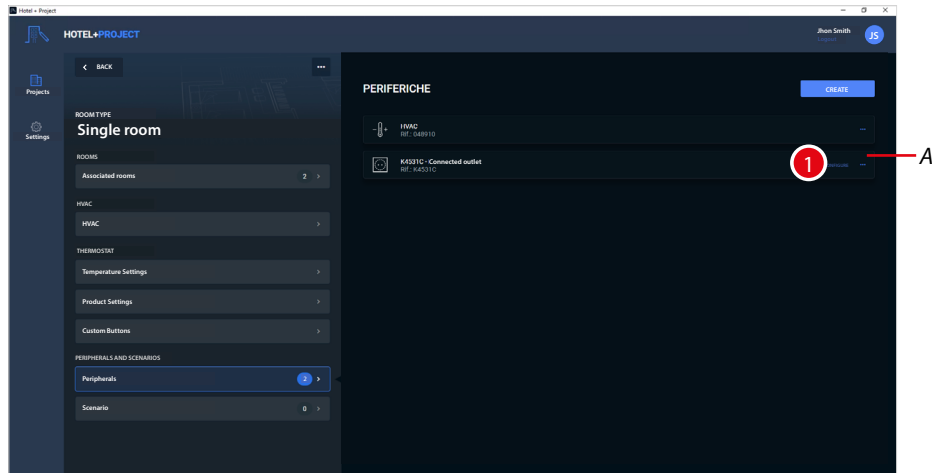 Hotel + Project
HOTEL+PROJECT
Jhon Smith
JS
BACK
Projects
PERIFERICHE
CREATE
ROOM TYPE
Single room
HVAC
Rif.: 048910
Settings
ROOMS
K4531C - Connected outlet
Rif.: K4531C
1
A
Associated rooms 2
HVAC
HVAC
THERMOSTAT
Temperature Settings
Product Settings
Custom Buttons
PERIPHERALS AND SCENARIOS
Peripherals 2
Scenario 0